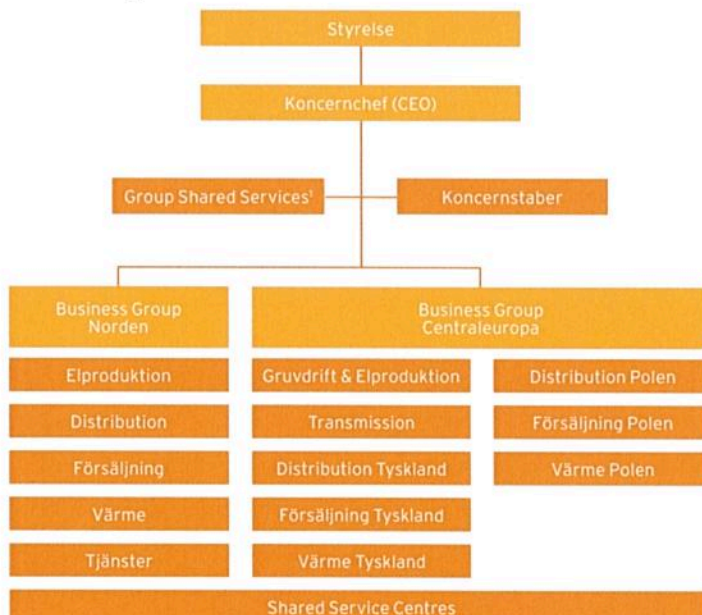 Styrelse
Koncernchef (CEO)
Group Shared Services¹
Koncernstaber
Business Group
Norden
Business Group
Centraleuropa
Elproduktion
Distribution
Försäljning
Värme
Tjänster
Gruvdrift & Elproduktion
Transmission
Distribution Tyskland
Försäljning Tyskland
Värme Tyskland
Distribution Polen
Försäljning Polen
Värme Polen
Shared Service Centres